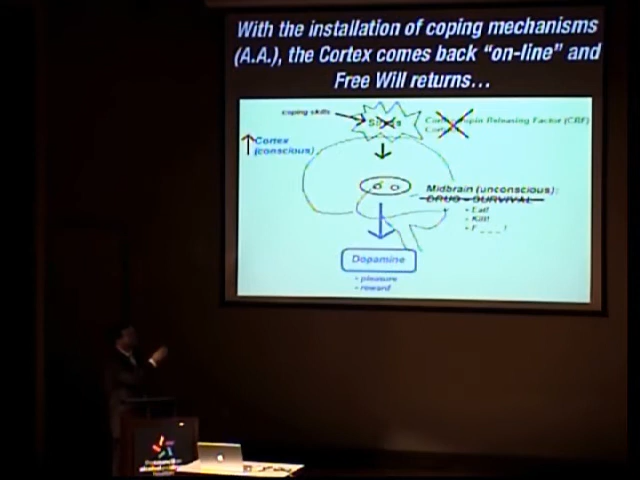 With the installation of coping mechanisms
(A.A.), the Cortex comes back "on-line" and
Free Will returns...
Coping skills
Cortex
(conscious)
Releasing Factor (CRF)
Midbrain (unconscious):
DRUG = SURVIVAL
• Eat!
• Kill!
• F _ _ _ !
Dopamine
• pleasure
• reward